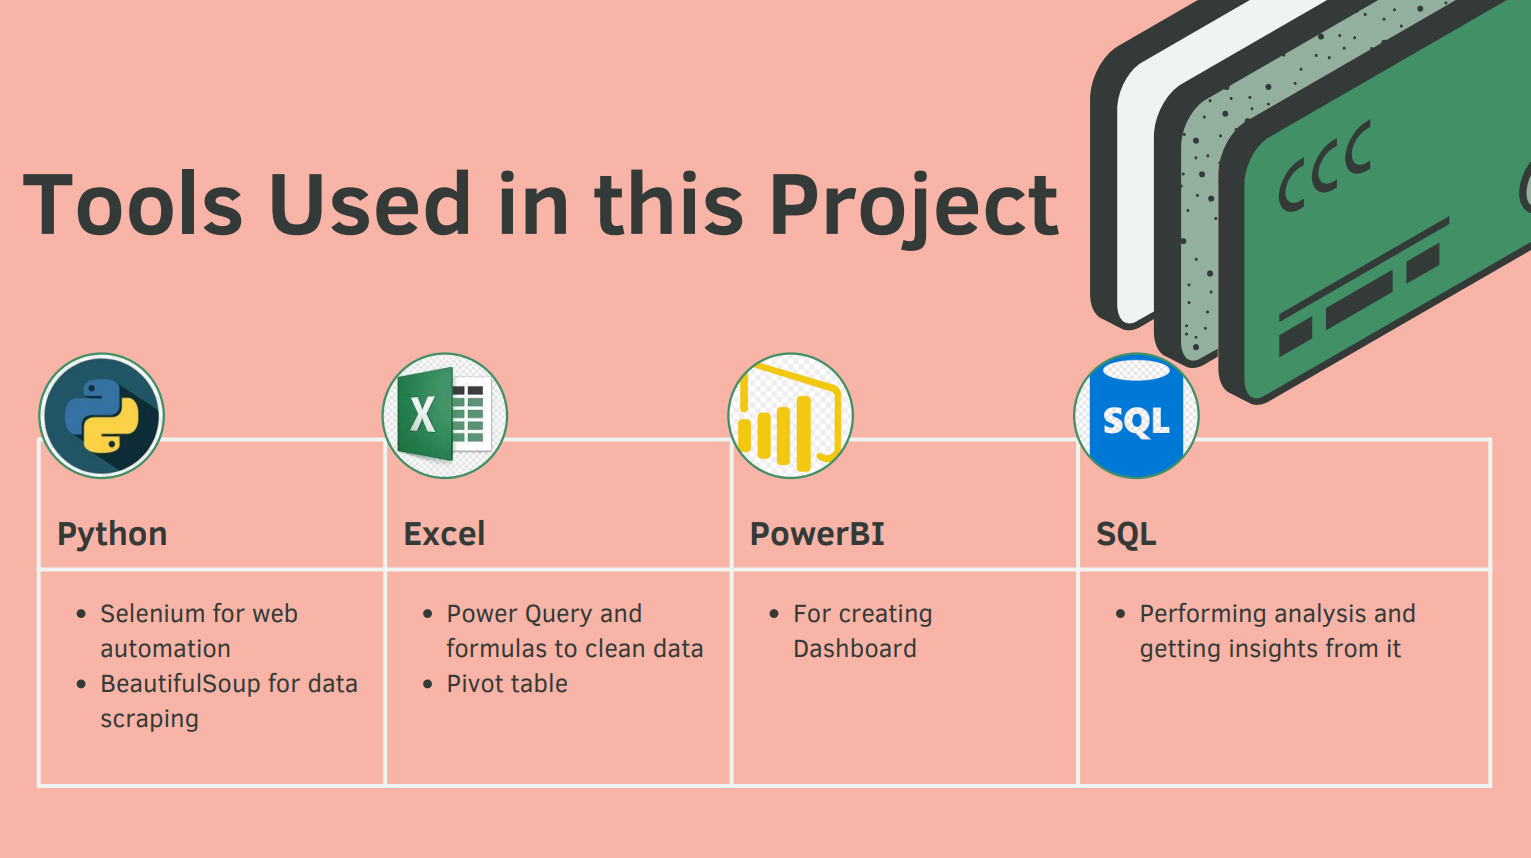 Tools Used in this Project
X
SQL
Python
Excel
PowerBI
SQL
Selenium for web
automation
BeautifulSoup for data
scraping
Power Query and
formulas to clean data
Pivot table
For creating
Dashboard
Performing analysis and
getting insights from it